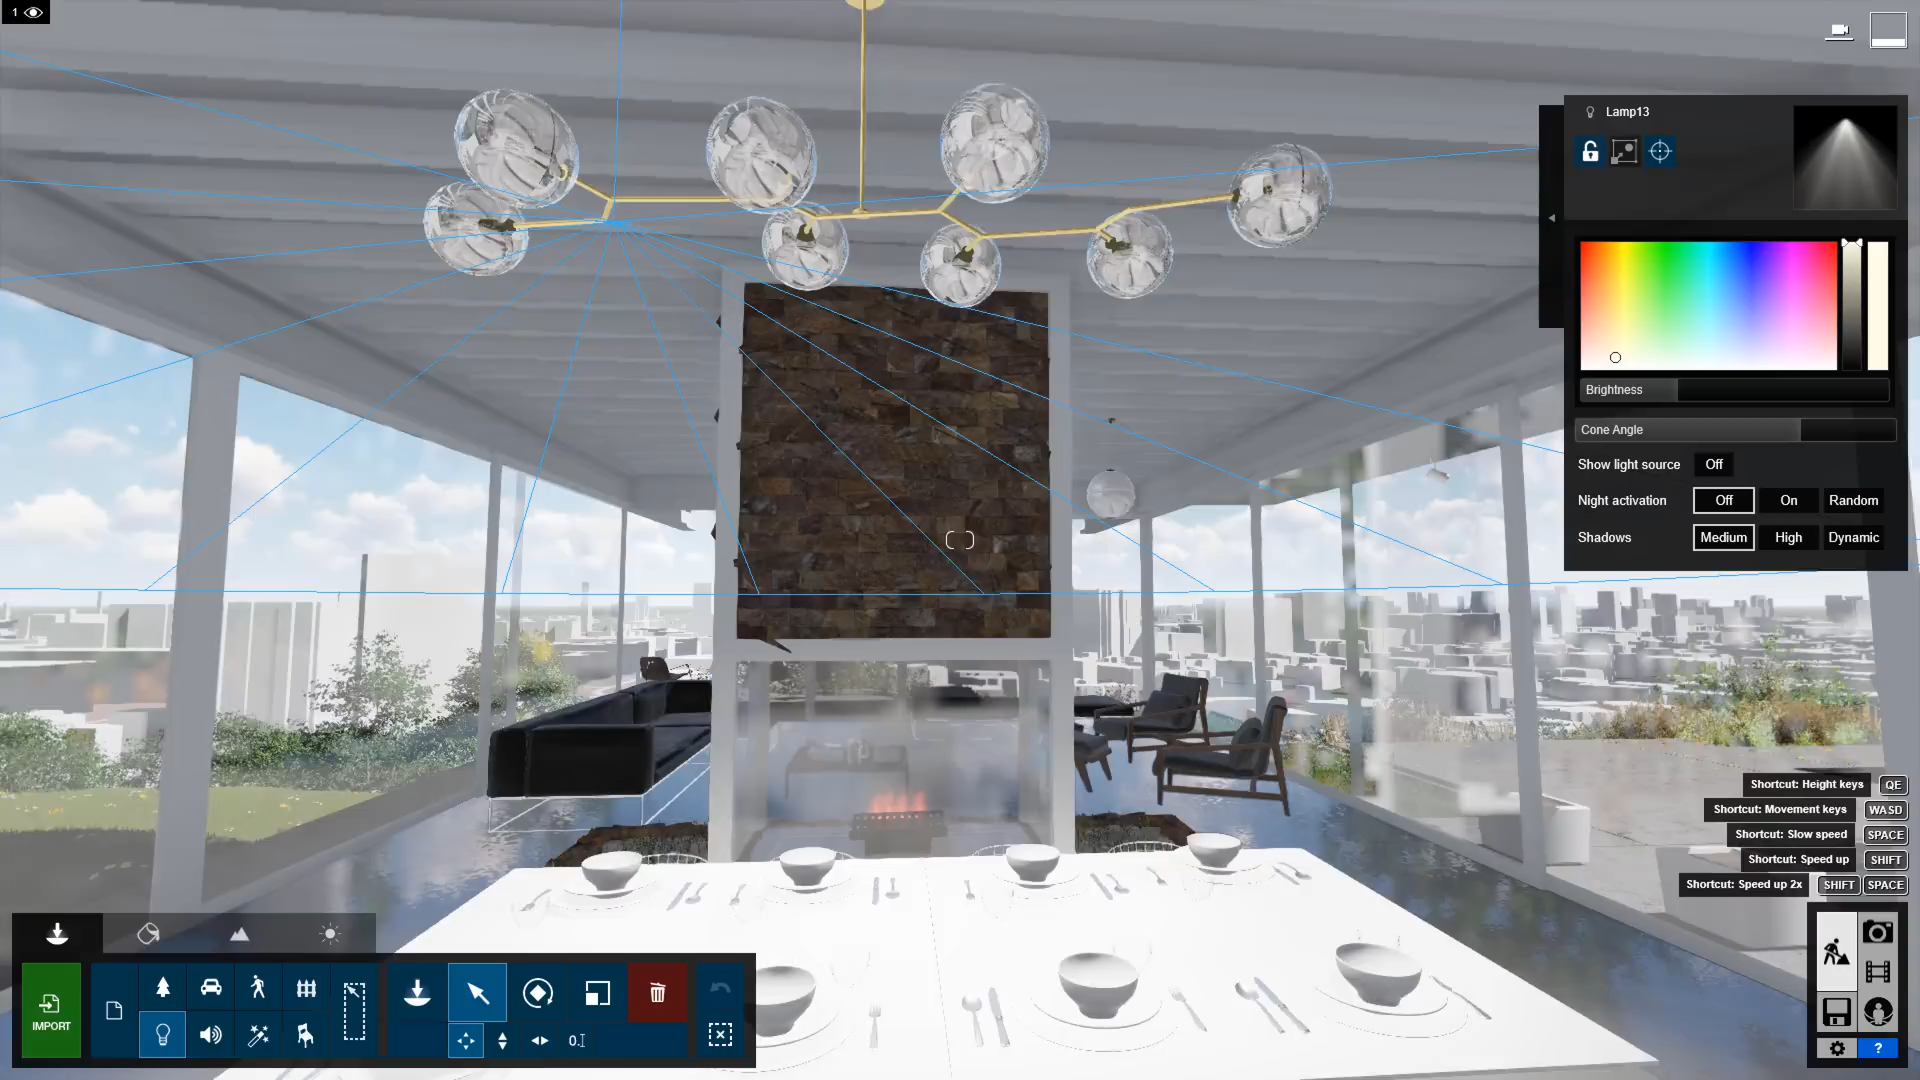 1
Lamp13
Brightness
Cone Angle
Show light source Off
Night activation Off On Random
Shadows Medium High Dynamic
Shortcut: Height keys QE
Shortcut: Movement keys WASD
Shortcut: Slow speed SPACE
Shortcut: Speed up SHIFT
Shortcut: Speed up 2x SHIFT SPACE
IMPORT
0.
?